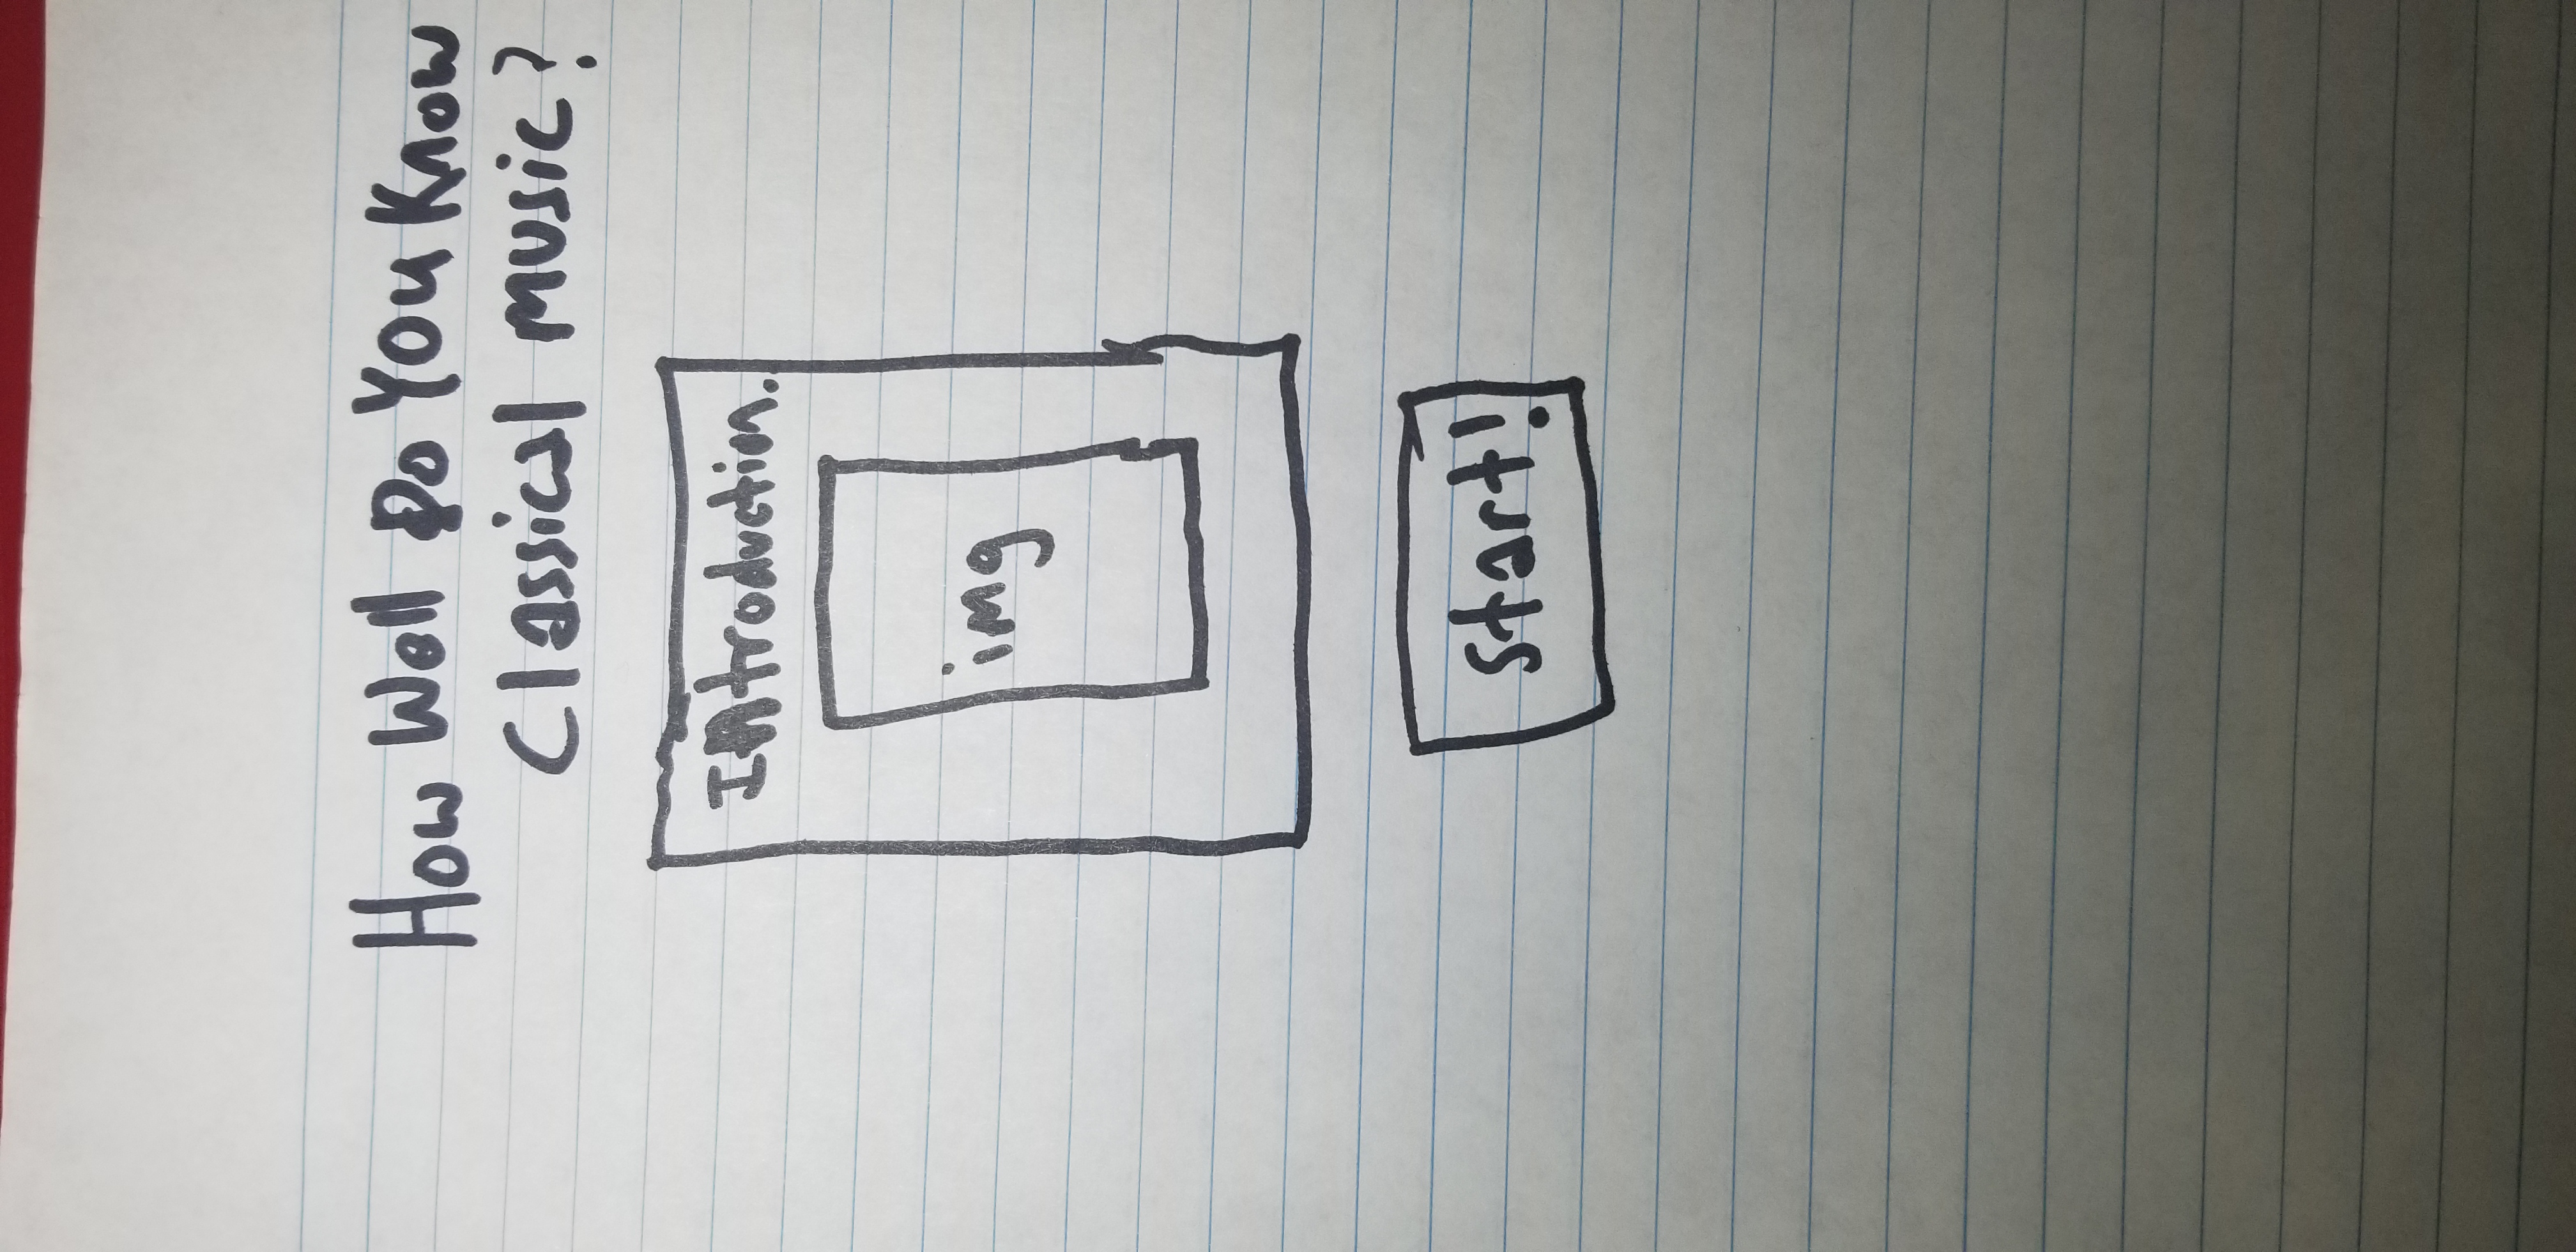 How Well Do You Know
Classical music?
Introduction.
img
Start!